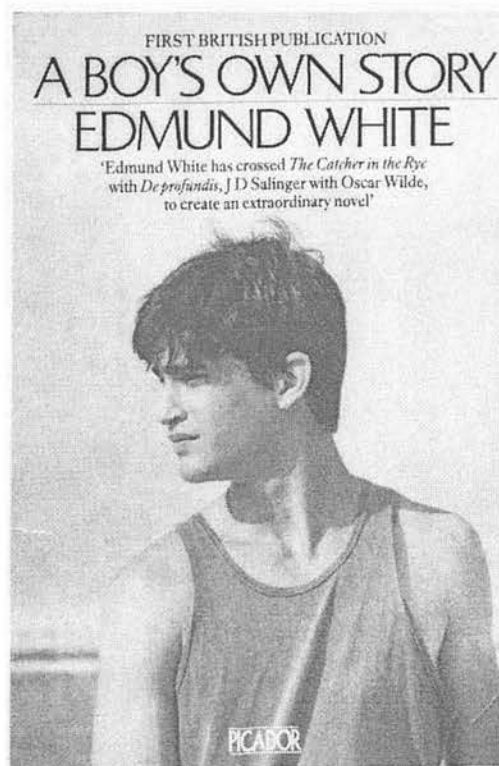 FIRST BRITISH PUBLICATION
A BOY'S OWN STORY
EDMUND WHITE
'Edmund White has crossed The Catcher in the Rye
with De profundis, J D Salinger with Oscar Wilde,
to create an extraordinary novel'
PICADOR